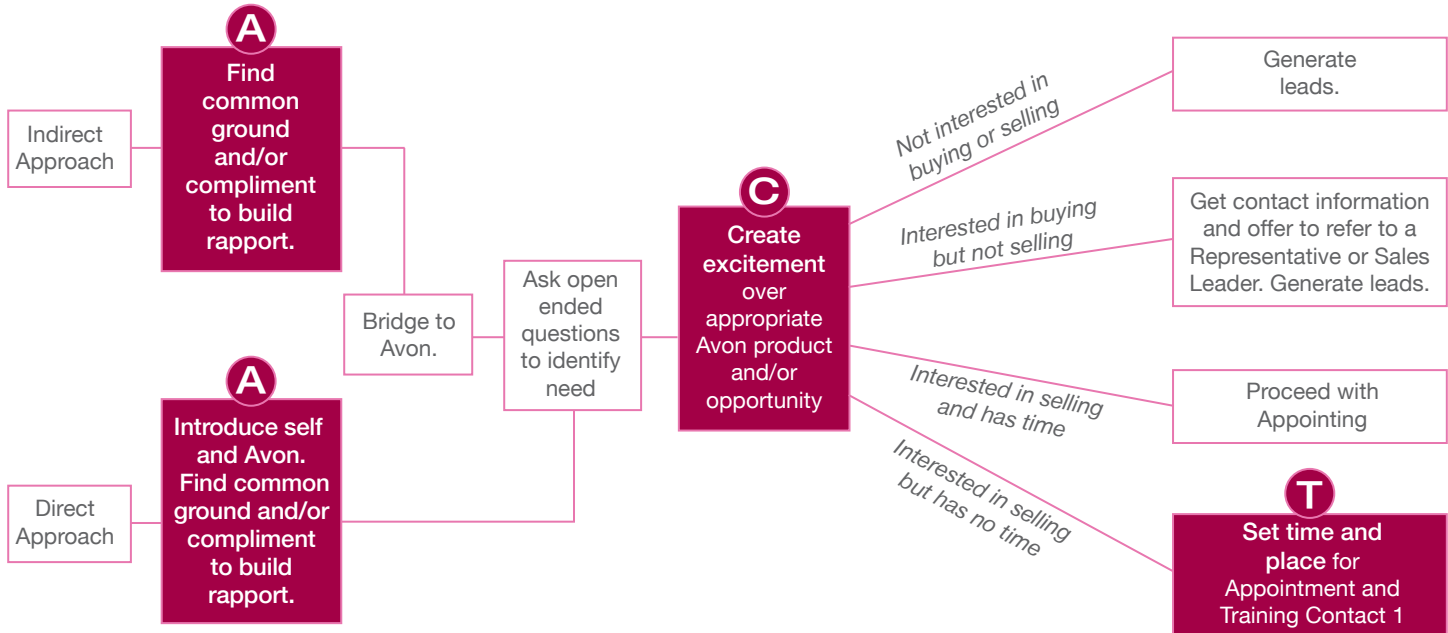 A
Find
common
ground
and/or
compliment
to build
rapport.
Indirect
Approach
A
Introduce self
and Avon.
Find common
ground and/or
compliment
to build
rapport.
Direct
Approach
Bridge to
Avon.
Ask open
ended
questions
to identify
need
C
Create
excitement
over
appropriate
Avon product
and/or
opportunity
Not interested in
buying or selling
Generate
leads.
Interested in buying
but not selling
Get contact information
and offer to refer to a
Representative or Sales
Leader. Generate leads.
Interested in selling
and has time
Proceed with
Appointing
Interested in selling
but has no time
T
Set time and
place for
Appointment and
Training Contact 1